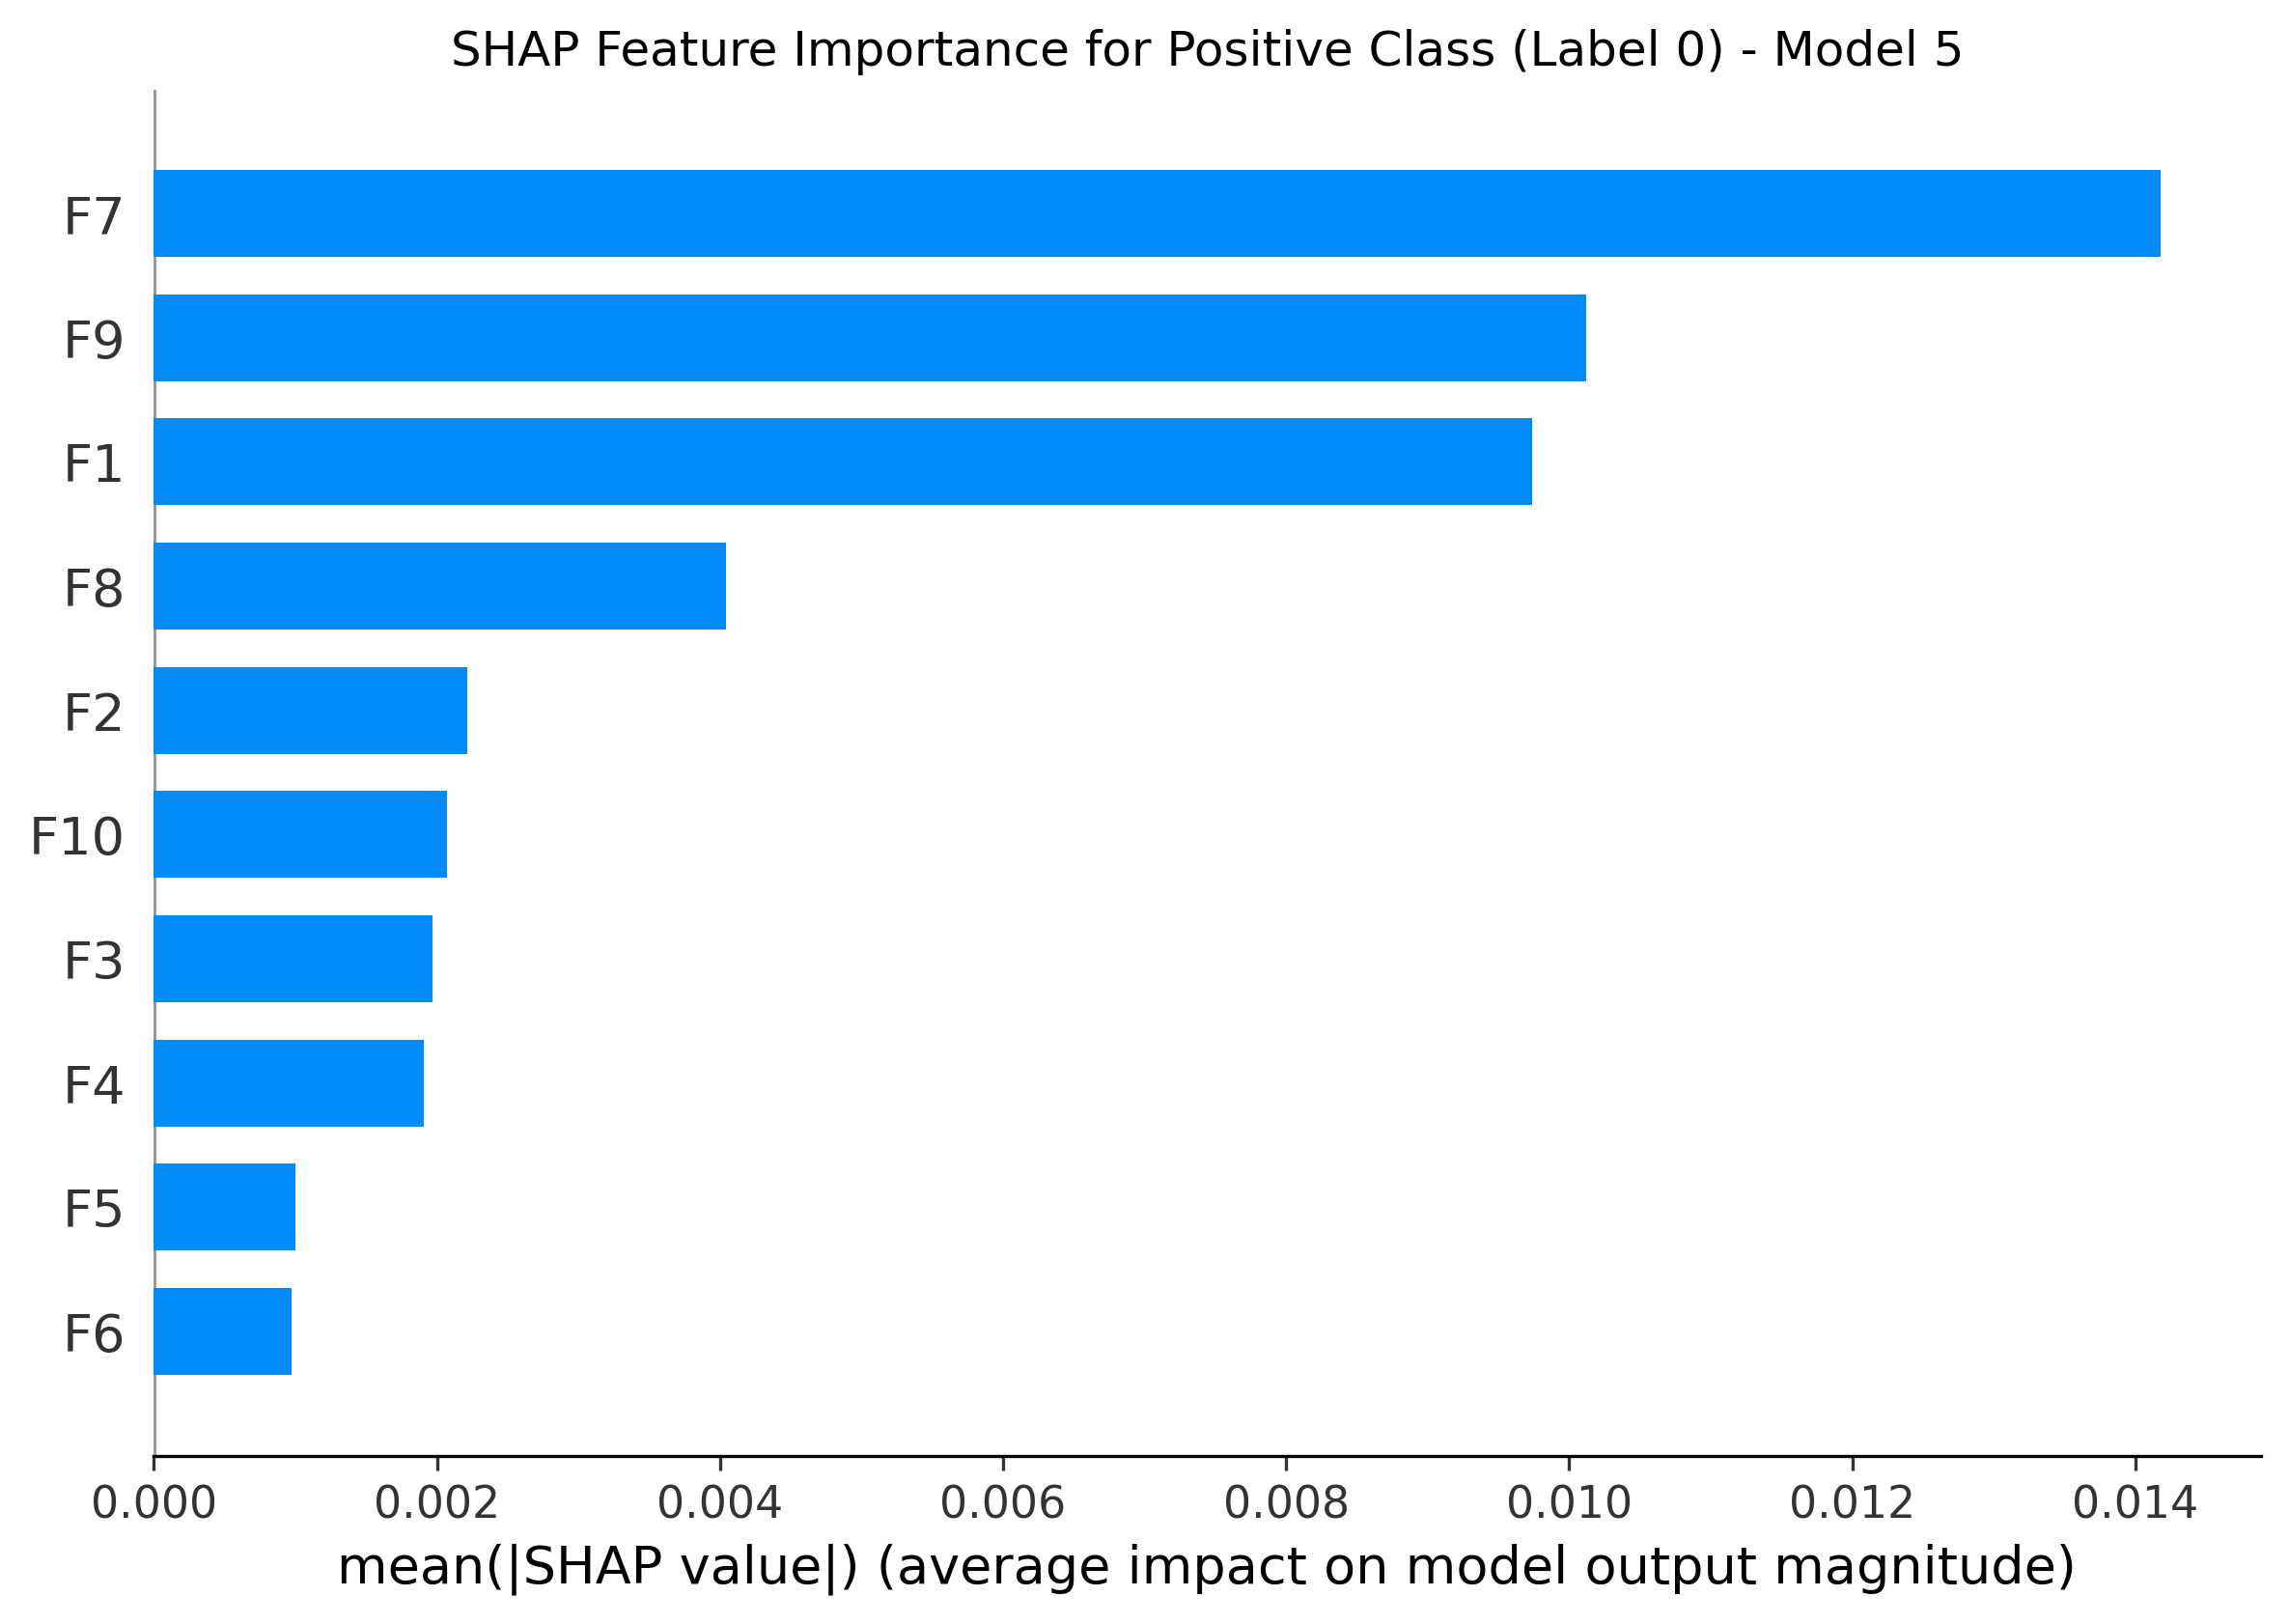 SHAP Feature Importance for Positive Class (Label 0) - Model 5
F7
F9
F1
F8
F2
F10
F3
F4
F5
F6
0.000 0.002 0.004 0.006 0.008 0.010 0.012 0.014
mean(|SHAP value|) (average impact on model output magnitude)